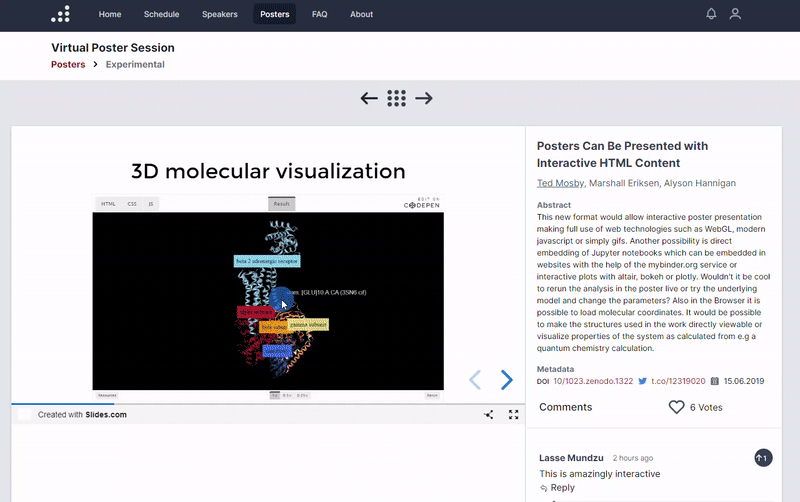 Home Schedule Speakers Posters FAQ About
Virtual Poster Session
Posters Experimental
3D molecular visualization
HTML CSS JS Result EDIT ON
CODEPEN
beta 2 adrenergic receptor
[GLU]10 A CA (3SN6.cif)
gamma subunit
Resources 1x 0.5x 0.25x Rerun
Created with Slides.com
Posters Can Be Presented with
Interactive HTML Content
Ted Mosby, Marshall Eriksen, Alyson Hannigan
Abstract
This new format would allow interactive poster presentation
making full use of web technologies such as WebGL, modern
javascript or simply gifs. Another possibility is direct
embedding of Jupyter notebooks which can be embedded in
websites with the help of the mybinder.org service or
interactive plots with altair, bokeh or plotly. Wouldn't it be cool
to rerun the analysis in the poster live or try the underlying
model and change the parameters? Also in the Browser it is
possible to load molecular coordinates. It would be possible
to make the structures used in the work directly viewable or
visualize properties of the system as calculated from e.g a
quantum chemistry calculation.
Metadata
DOI 10/1023.zenodo.1322 t.co/12319020 15.06.2019
Comments 6 Votes
Lasse Mundzu 2 hours ago 1
This is amazingly interactive
Reply